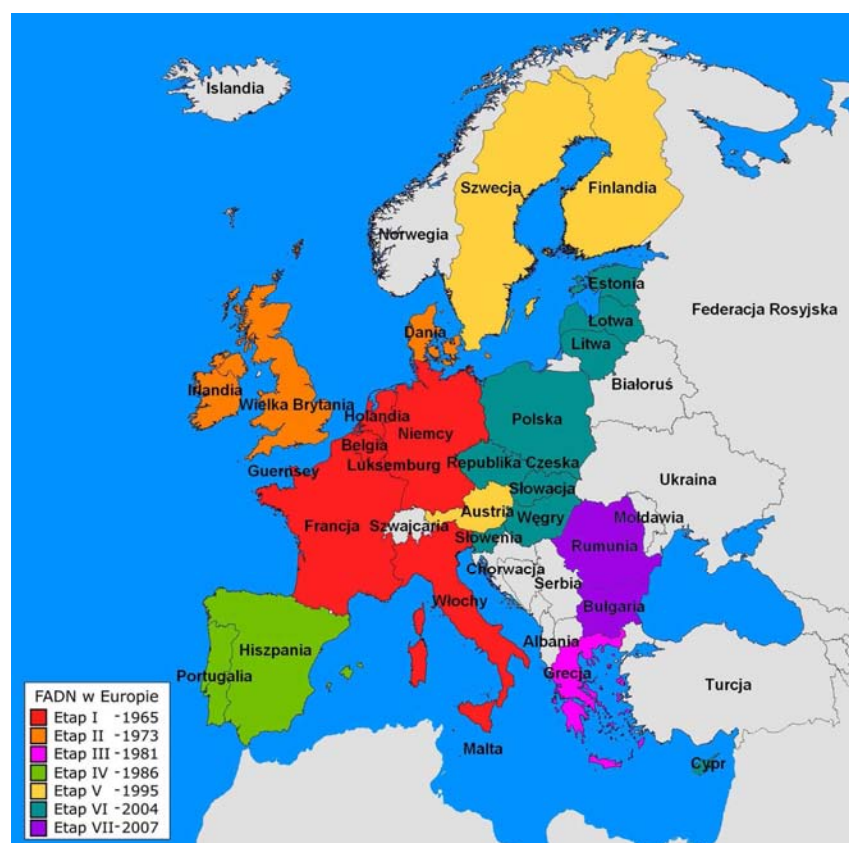 Islandia
Szwecja
Finlandia
Norwegia
Estonia
Federacja Rosyjska
Łotwa
Dania
Litwa
Białoruś
Irlandia
Wielka Brytania
Holandia
Niemcy
Polska
Belgia
Luksemburg
Republika Czeska
Guernsey
Ukraina
Słowacja
Austria
Węgry
Mołdawia
Francja
Szwajcaria
Słowenia
Rumunia
Chorwacja
Serbia
Włochy
Bułgaria
Albania
Hiszpania
Grecja
Portugalia
Turcja
Malta
Cypr
FADN w Europie
Etap I -1965
Etap II -1973
Etap III -1981
Etap IV -1986
Etap V -1995
Etap VI -2004
Etap VII-2007